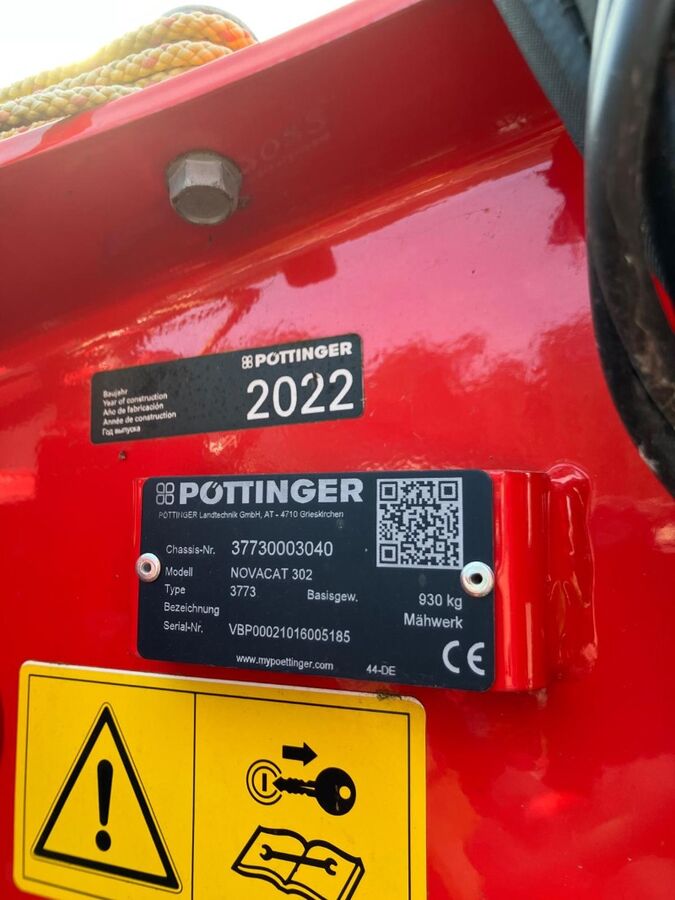 PÖTTINGER
2022
Baujahr
Year of construction
Año de fabricación
Année de construction
Год выпуска
PÖTTINGER
PÖTTINGER Landtechnik GmbH, AT - 4710 Grieskirchen
Chassis-Nr. 37730003040
Modell NOVACAT 302
Type 3773 Basisgew. 930 kg
Bezeichnung Mähwerk
Serial-Nr. VBP00021016005185
www.mypoettinger.com 44-DE CE